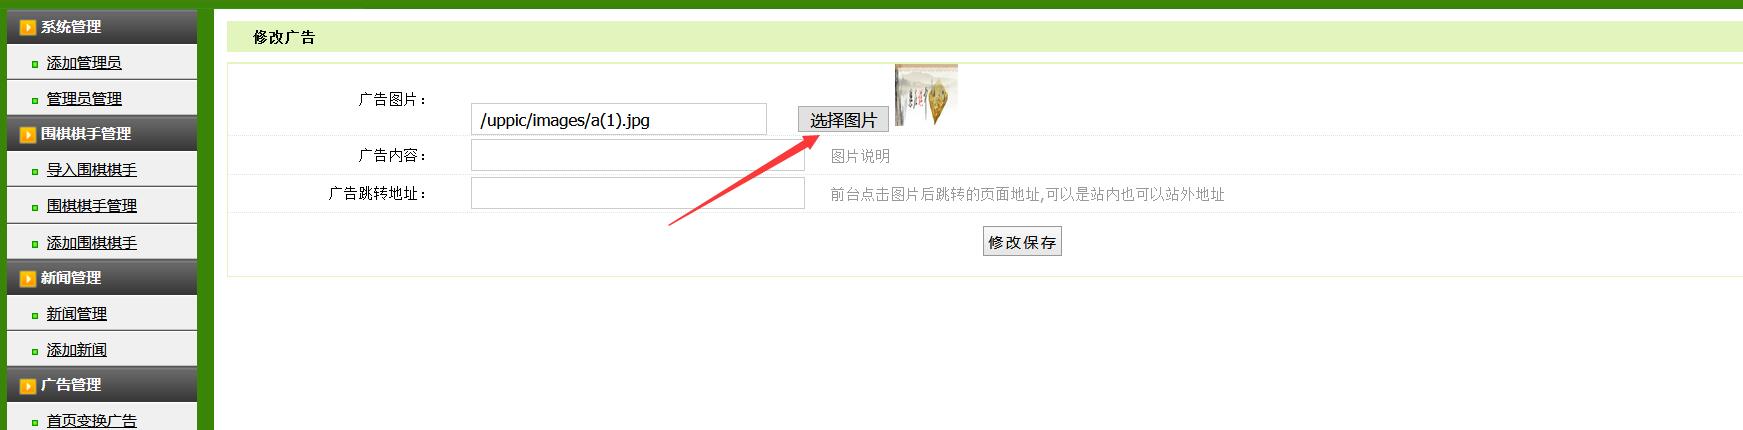 系统管理
添加管理员
管理员管理
围棋棋手管理
导入围棋棋手
围棋棋手管理
添加围棋棋手
新闻管理
新闻管理
添加新闻
广告管理
首页变换广告
修改广告
广告图片：
/uppic/images/a(1).jpg
选择图片
广告内容：
图片说明
广告跳转地址：
前台点击图片后跳转的页面地址,可以是站内也可以站外地址
修改保存